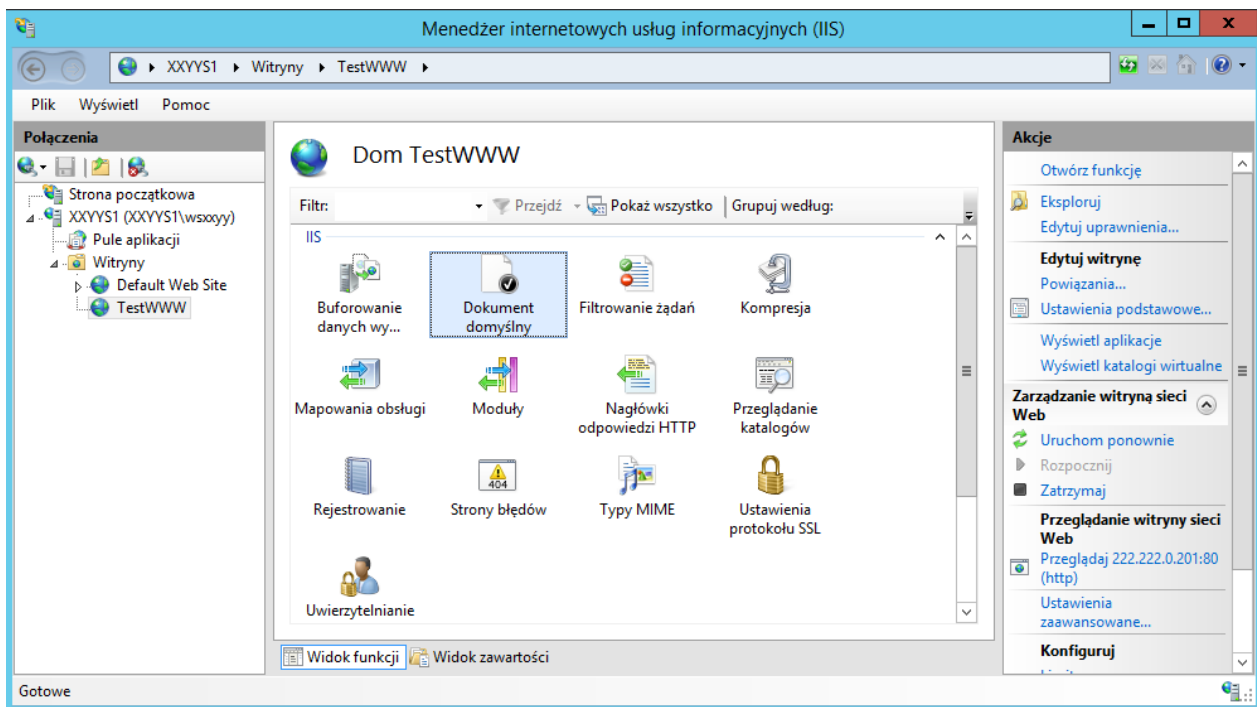 Menedżer internetowych usług informacyjnych (IIS)
XXYYS1 Witryny TestWWW
Plik Wyświetl Pomoc
Połączenia
Strona początkowa
XXYYS1 (XXYYS1\wsxxyy)
Pule aplikacji
Witryny
Default Web Site
TestWWW
Dom TestWWW
Filtr: Przejdź Pokaż wszystko Grupuj według:
IIS
Buforowanie
danych wy...
Dokument
domyślny
Filtrowanie żądań
Kompresja
Mapowania obsługi
Moduły
Nagłówki
odpowiedzi HTTP
Przeglądanie
katalogów
Rejestrowanie
404
Strony błędów
Typy MIME
Ustawienia
protokołu SSL
Uwierzytelnianie
Widok funkcji Widok zawartości
Akcje
Otwórz funkcję
Eksploruj
Edytuj uprawnienia...
Edytuj witrynę
Powiązania...
Ustawienia podstawowe...
Wyświetl aplikacje
Wyświetl katalogi wirtualne
Zarządzanie witryną sieci
Web
Uruchom ponownie
Rozpocznij
Zatrzymaj
Przeglądanie witryny sieci
Web
Przeglądaj 222.222.0.201:80
(http)
Ustawienia
zaawansowane...
Konfiguruj
Gotowe